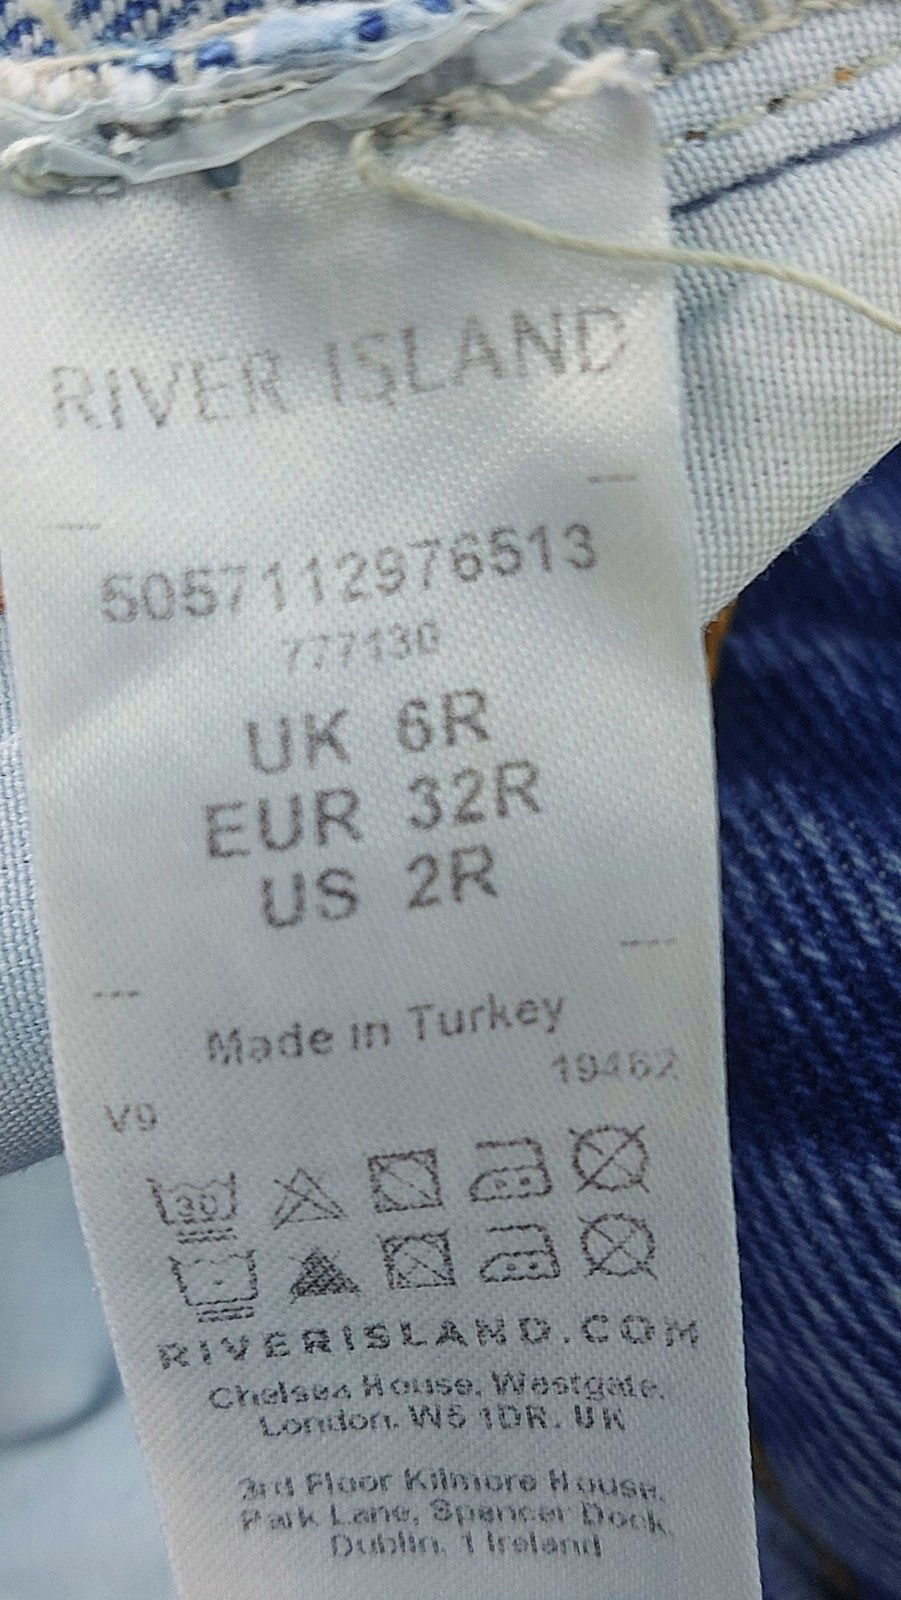 RIVER ISLAND
5057112976513
777130
UK 6R
EUR 32R
US 2R
Made in Turkey
19462
V9
30
RIVERISLAND.COM
Chelsea House, Westgate,
London. W5 1DR. UK
3rd Floor Kilmore House,
Park Lane, Spencer Dock,
Dublin. 1 Ireland